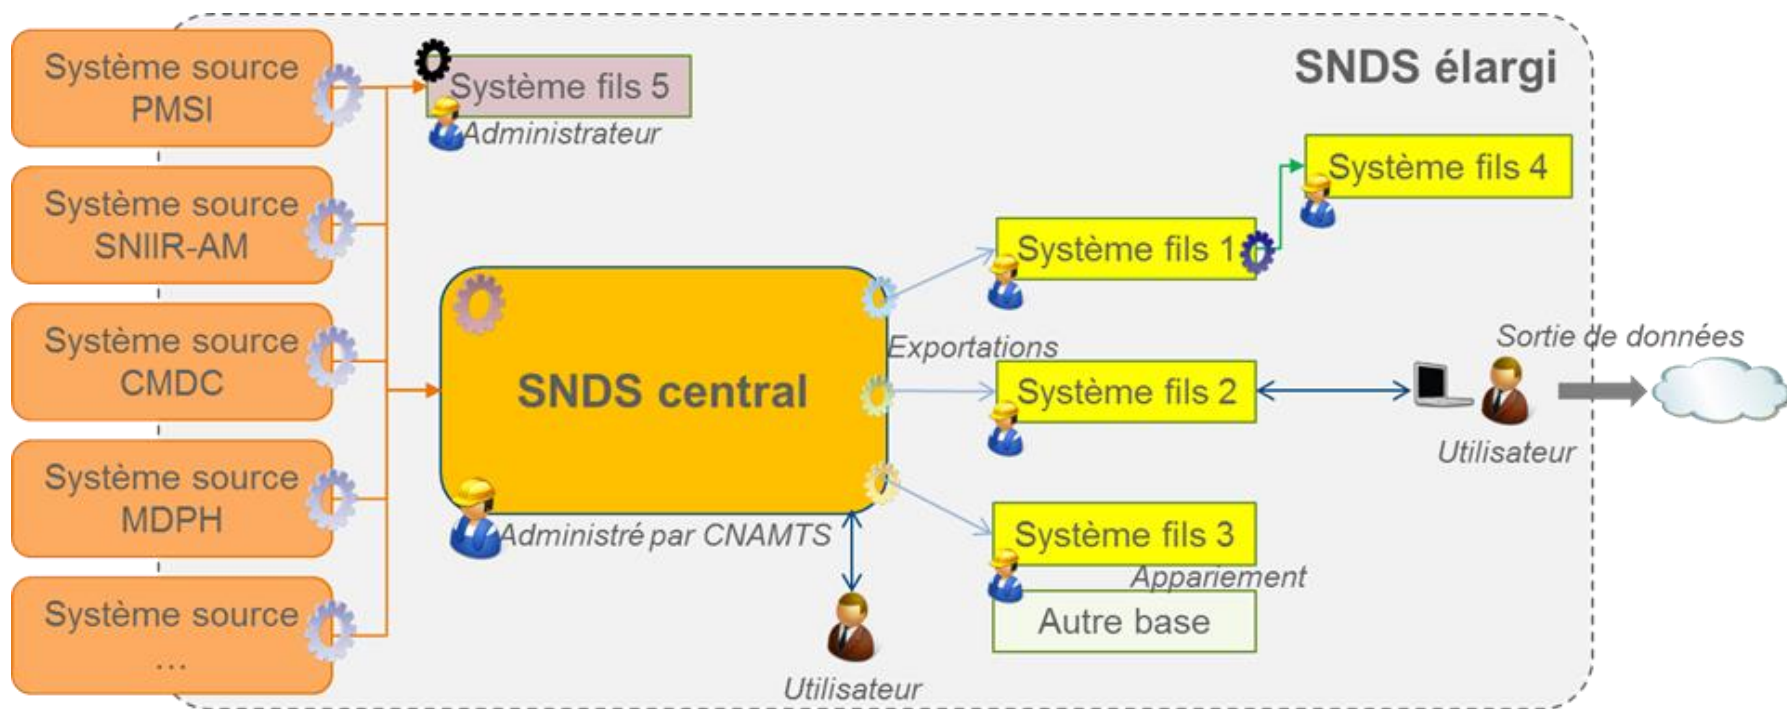 Système source
PMSI
Système source
SNIIR-AM
Système source
CMDC
Système source
MDPH
Système source
...
Système fils 5
Administrateur
SNDS élargi
Système fils 4
Système fils 1
Exportations
SNDS central
Système fils 2
Sortie de données
Utilisateur
Administré par CNAMTS
Système fils 3
Appariement
Autre base
Utilisateur